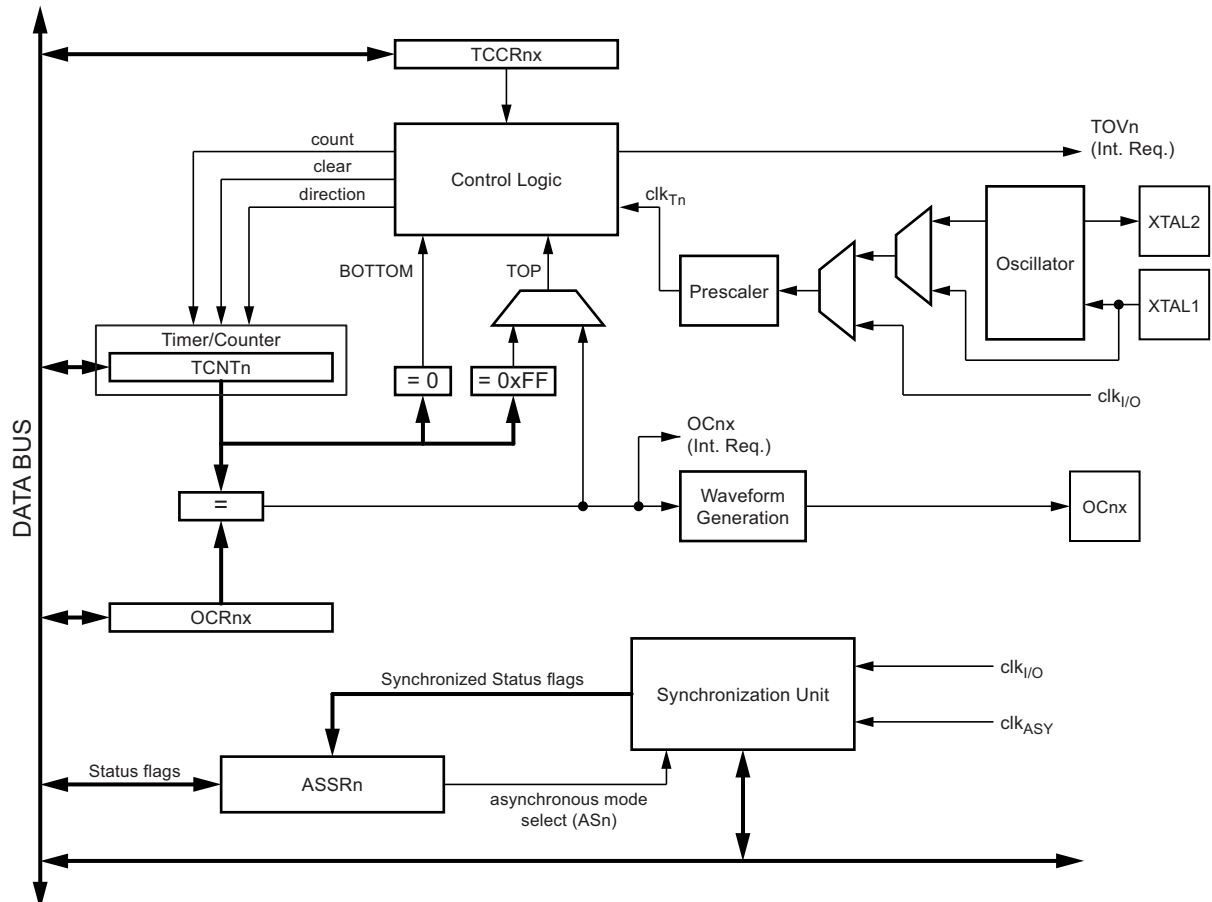 TCCRnx
count
clear
direction
Control Logic
TOVn
(Int. Req.)
clkTn
XTAL2
Oscillator
XTAL1
Prescaler
BOTTOM
TOP
Timer/Counter
TCNTn
= 0
= 0xFF
clkI/O
OCnx
(Int. Req.)
DATA BUS
=
Waveform
Generation
OCnx
OCRnx
Synchronized Status flags
Synchronization Unit
clkI/O
clkASY
Status flags
ASSRn
asynchronous mode
select (ASn)